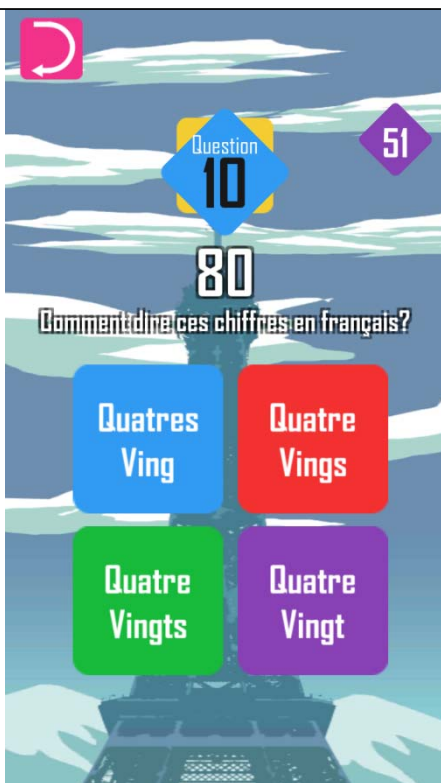 Question
10
51
80
Comment dire ces chiffres en français?
Quatres
Ving
Quatre
Vings
Quatre
Vingts
Quatre
Vingt